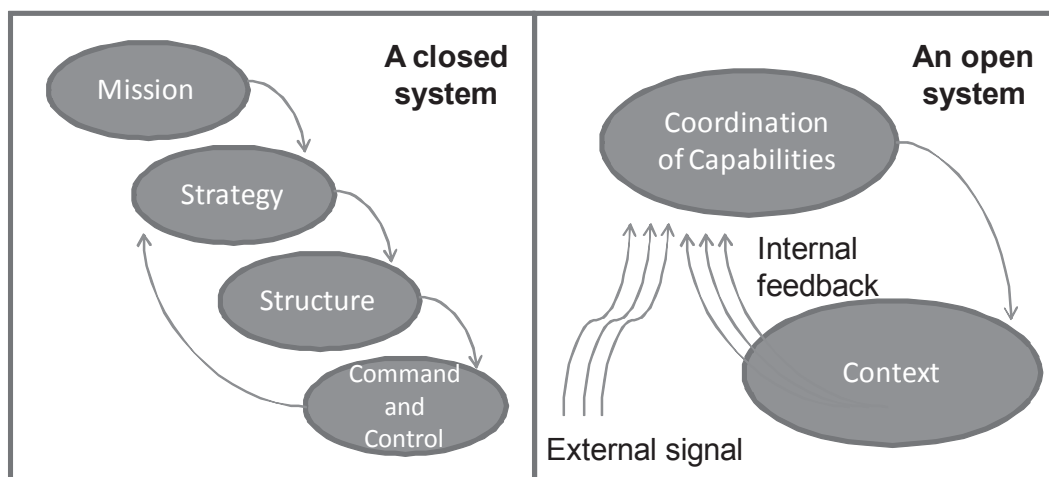 A closed
system
Mission
Strategy
Structure
Command
and
Control
An open
system
Coordination
of Capabilities
Internal
feedback
Context
External signal